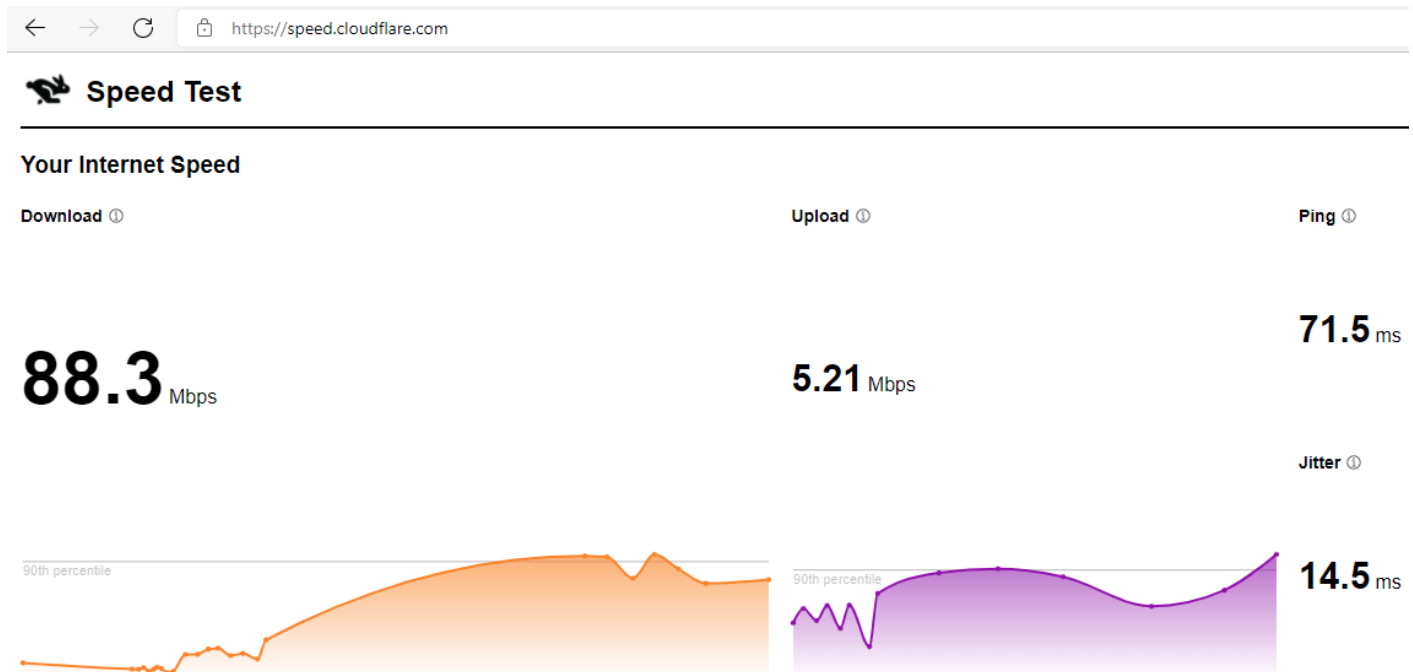 https://speed.cloudflare.com
Speed Test
Your Internet Speed
Download
88.3 Mbps
90th percentile
Upload
5.21 Mbps
90th percentile
Ping
71.5 ms
Jitter
14.5 ms